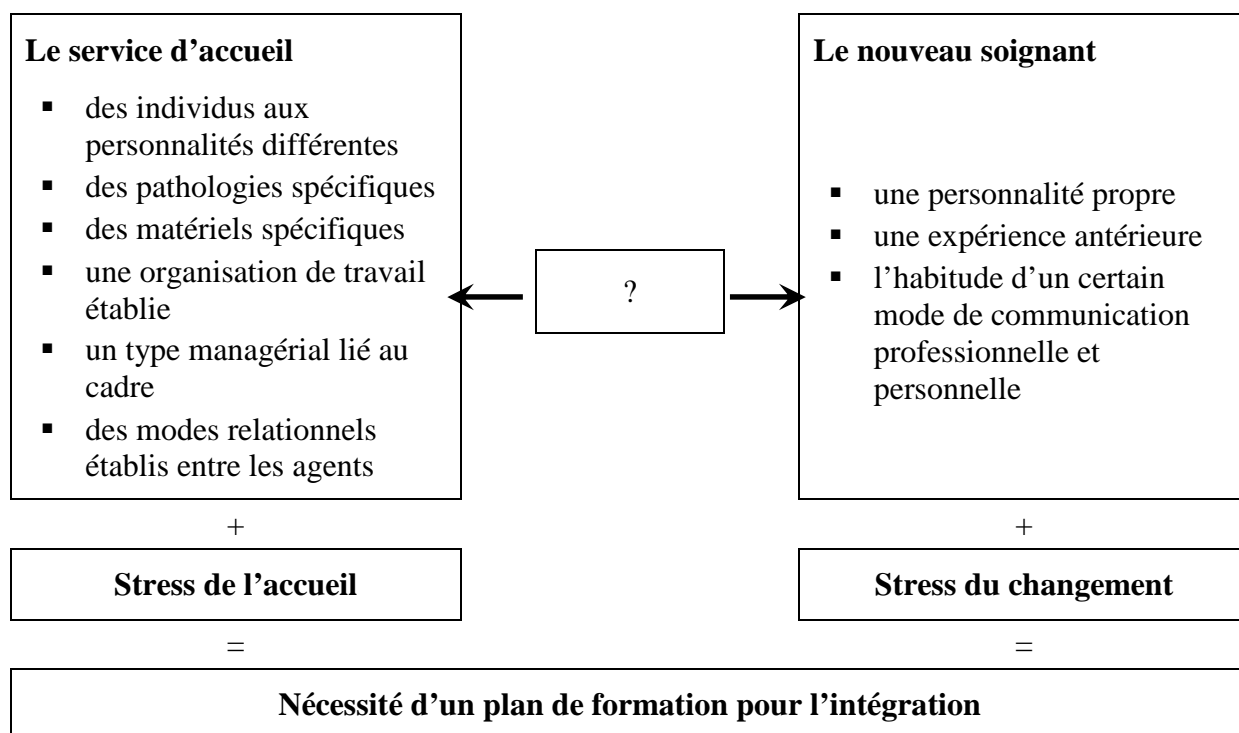 Le service d’accueil
▪ des individus aux
personnalités différentes
▪ des pathologies spécifiques
▪ des matériels spécifiques
▪ une organisation de travail
établie
▪ un type managérial lié au
cadre
▪ des modes relationnels
établis entre les agents
?
Le nouveau soignant
▪ une personnalité propre
▪ une expérience antérieure
▪ l’habitude d’un certain
mode de communication
professionnelle et
personnelle
+
+
Stress de l’accueil
Stress du changement
=
=
Nécessité d’un plan de formation pour l’intégration